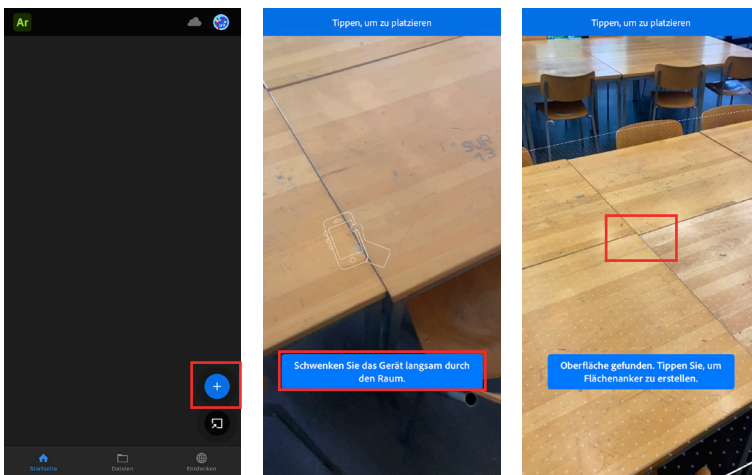 Ar
Startseite
Dateien
Entdecken
Tippen, um zu platzieren
SUR
13
Schwenken Sie das Gerät langsam durch
den Raum.
Tippen, um zu platzieren
Oberfläche gefunden. Tippen Sie, um
Flächenanker zu erstellen.